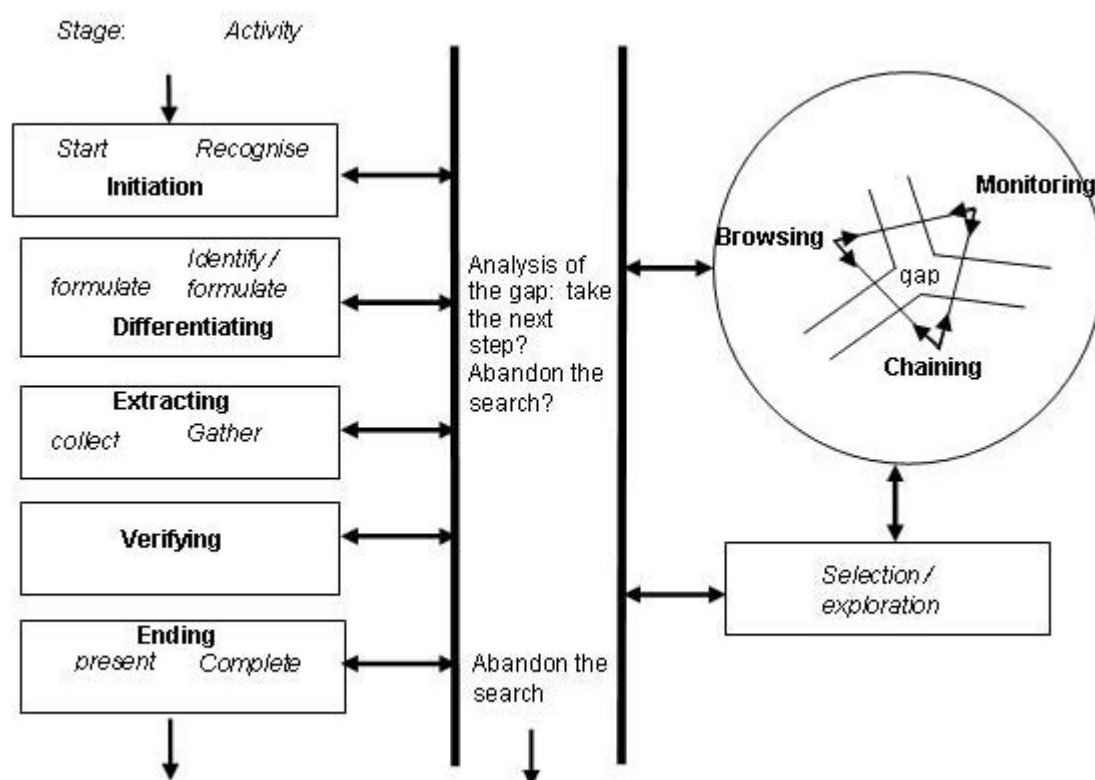 Stage: Activity
Start Recognise
Initiation
Identify /
formulate formulate
Differentiating
Extracting
collect Gather
Verifying
Ending
present Complete
Analysis of
the gap: take
the next
step?
Abandon the
search?
Abandon the
search
Monitoring
Browsing
gap
Chaining
Selection /
exploration